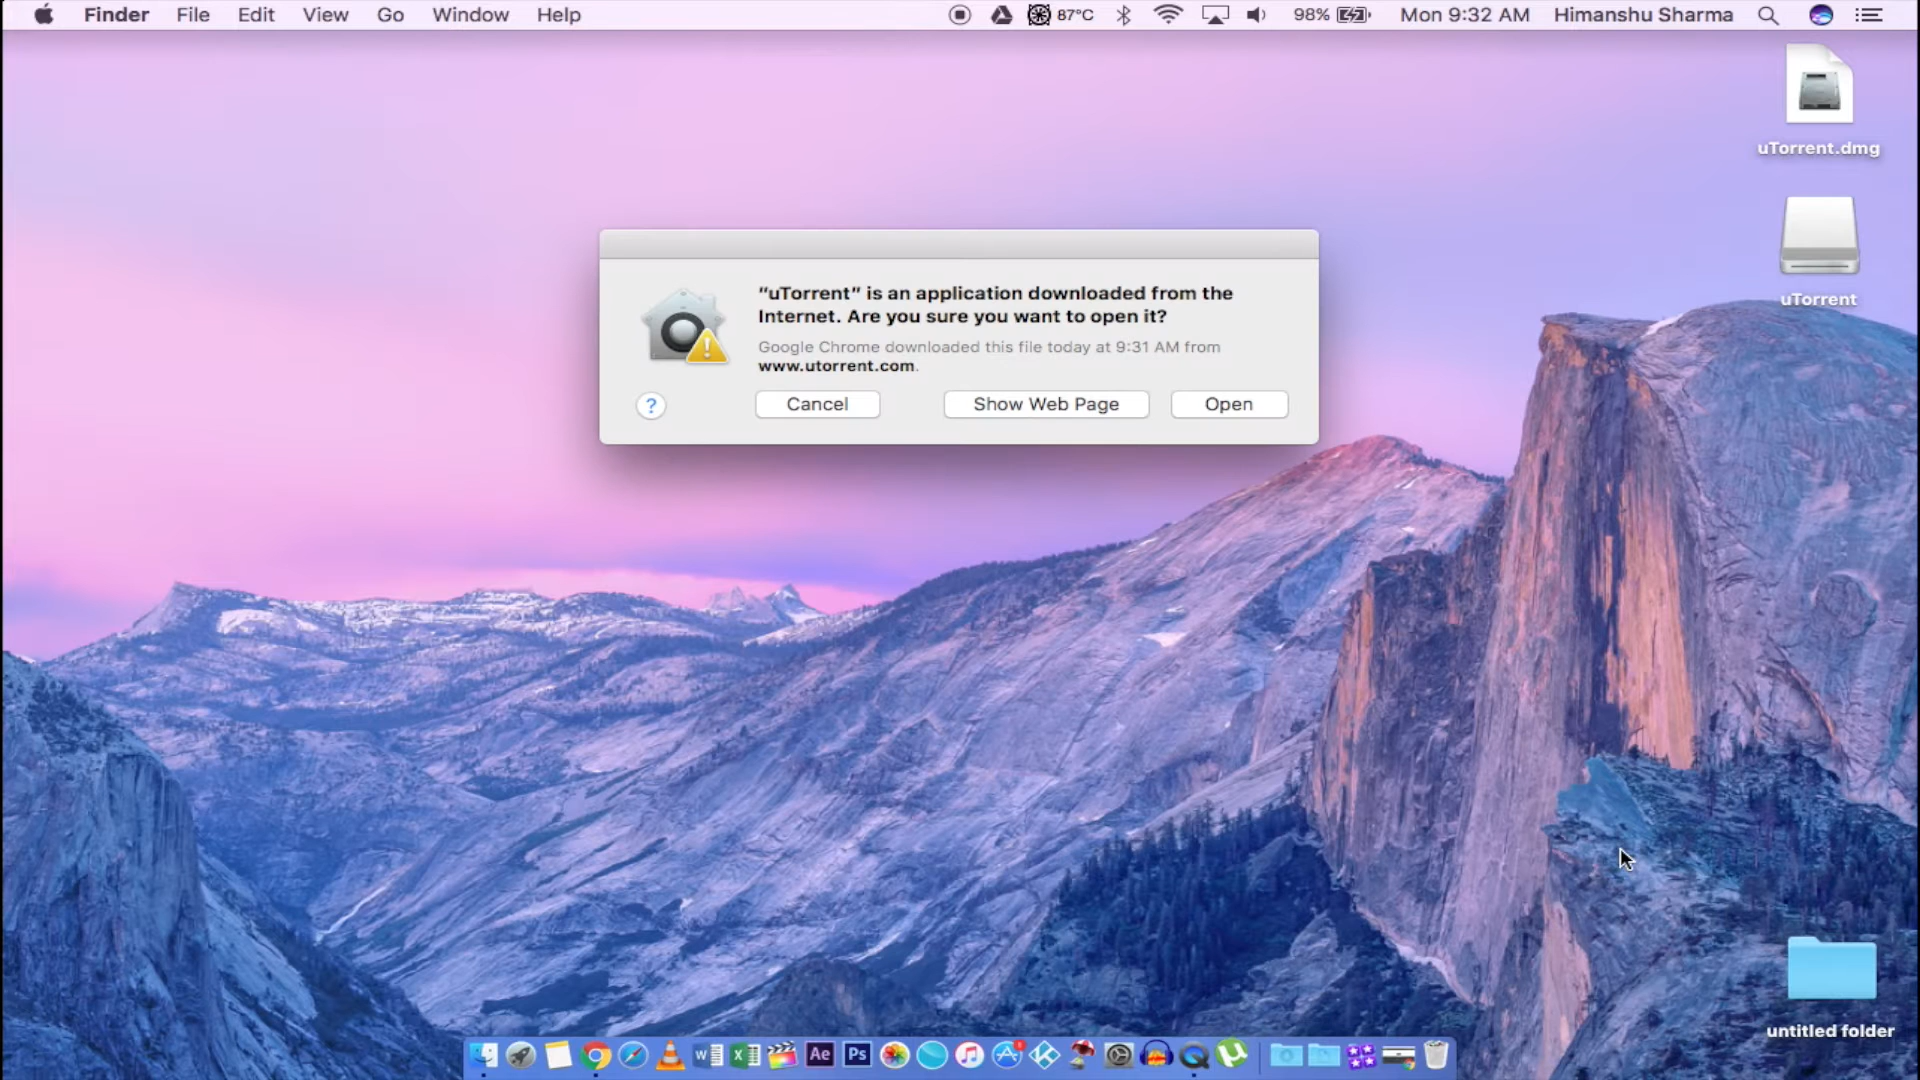 Finder File Edit View Go Window Help 87°C 98% Mon 9:32 AM Himanshu Sharma
uTorrent.dmg
uTorrent
“uTorrent” is an application downloaded from the
Internet. Are you sure you want to open it?
Google Chrome downloaded this file today at 9:31 AM from
www.utorrent.com.
? Cancel Show Web Page Open
untitled folder
W X Ae Ps